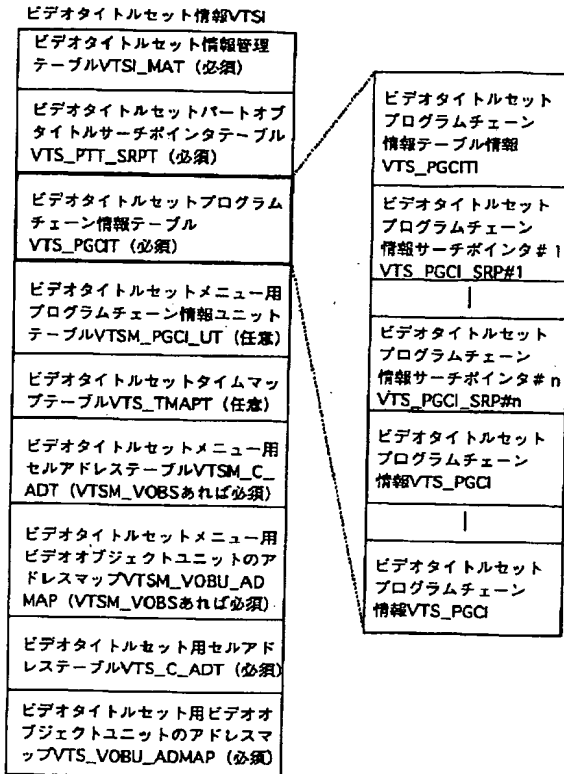 ビデオタイトルセット情報VTSI
ビデオタイトルセット情報管理
テーブルVTSI_MAT（必須）
ビデオタイトルセットパートオブ
タイトルサーチポインタテーブル
VTS_PTT_SRPT（必須）
ビデオタイトルセットプログラム
チェーン情報テーブル
VTS_PGCIT（必須）
ビデオタイトルセットメニュー用
プログラムチェーン情報ユニット
テーブルVTSM_PGCI_UT（任意）
ビデオタイトルセットタイムマッ
プテーブルVTS_TMAPT（任意）
ビデオタイトルセットメニュー用
セルアドレステーブルVTSM_C_
ADT（VTSM_VOBSあれば必須）
ビデオタイトルセットメニュー用
ビデオオブジェクトユニットのア
ドレスマップVTSM_VOBU_AD
MAP（VTSM_VOBSあれば必須）
ビデオタイトルセット用セルアド
レステーブルVTS_C_ADT（必須）
ビデオタイトルセット用ビデオオ
ブジェクトユニットのアドレスマ
ップVTS_VOBU_ADMAP（必須）
ビデオタイトルセット
プログラムチェーン
情報テーブル情報
VTS_PGCITI
ビデオタイトルセット
プログラムチェーン
情報サーチポインタ＃1
VTS_PGCI_SRP#1
ビデオタイトルセット
プログラムチェーン
情報サーチポインタ＃n
VTS_PGCI_SRP#n
ビデオタイトルセット
プログラムチェーン
情報VTS_PGCI
ビデオタイトルセット
プログラムチェーン
情報VTS_PGCI